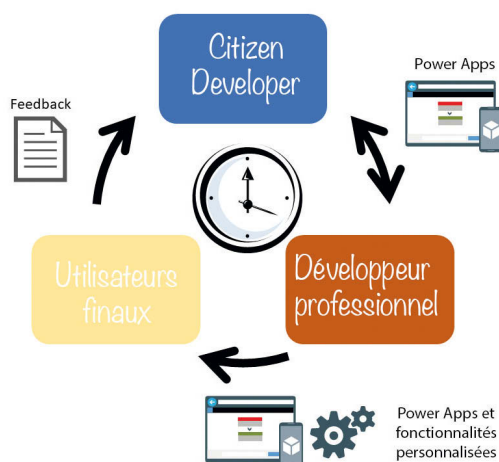 Citizen
Developer
Power Apps
Feedback
Utilisateurs
finaux
Développeur
professionnel
Power Apps et
fonctionnalités
personnalisées